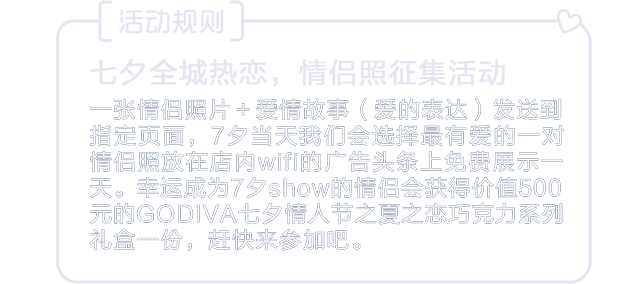 活动规则
七夕全城热恋，情侣照征集活动
一张情侣照片＋爱情故事（爱的表达）发送到
指定页面，7夕当天我们会选择最有爱的一对
情侣照放在店内wifi的广告头条上免费展示一
天。幸运成为7夕show的情侣会获得价值500
元的GODIVA七夕情人节之夏之恋巧克力系列
礼盒一份，赶快来参加吧。